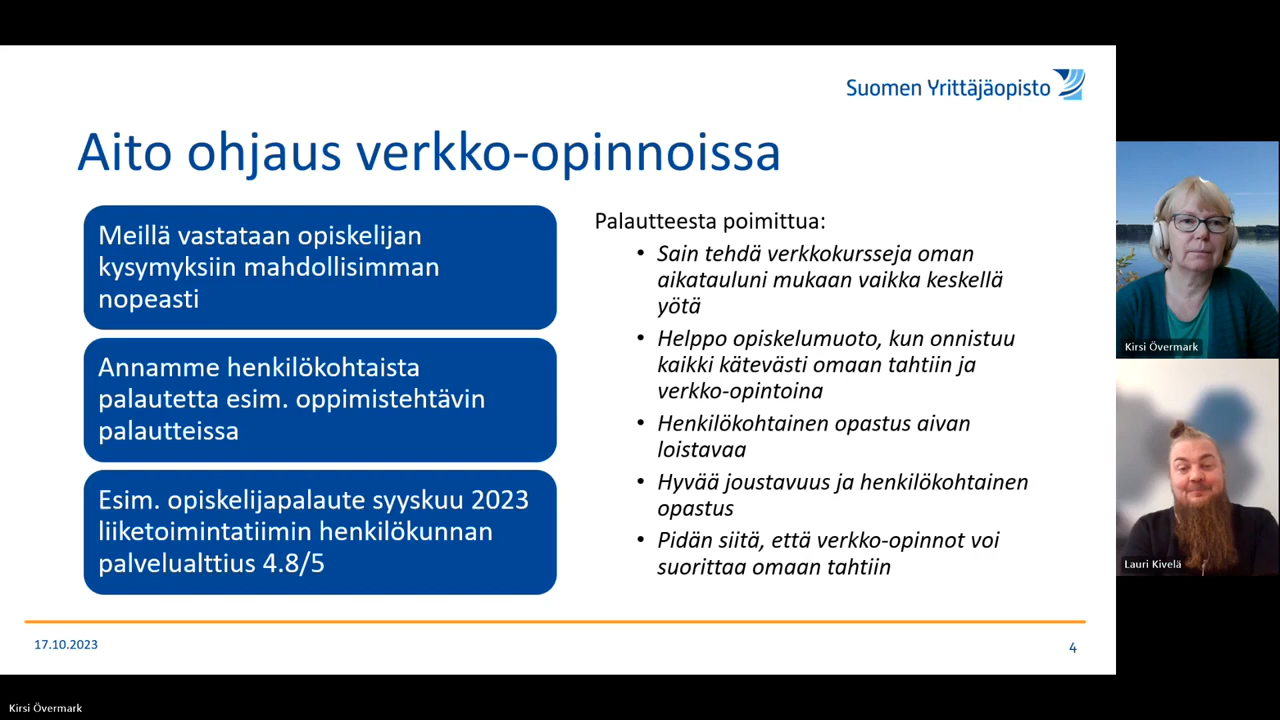 Suomen Yrittäjäopisto
Aito ohjaus verkko-opinnoissa
Meillä vastataan opiskelijan
kysymyksiin mahdollisimman
nopeasti
Annamme henkilökohtaista
palautetta esim. oppimistehtävin
palautteissa
Esim. opiskelijapalaute syyskuu 2023
liiketoimintatiimin henkilökunnan
palvelualttius 4.8/5
Palautteesta poimittua:
• Sain tehdä verkkokursseja oman
aikatauluni mukaan vaikka keskellä
yötä
• Helppo opiskelumuoto, kun onnistuu
kaikki kätevästi omaan tahtiin ja
verkko-opintoina
• Henkilökohtainen opastus aivan
loistavaa
• Hyvää joustavuus ja henkilökohtainen
opastus
• Pidän siitä, että verkko-opinnot voi
suorittaa omaan tahtiin
17.10.2023
4
Kirsi Övermark
Lauri Kivelä
Kirsi Övermark